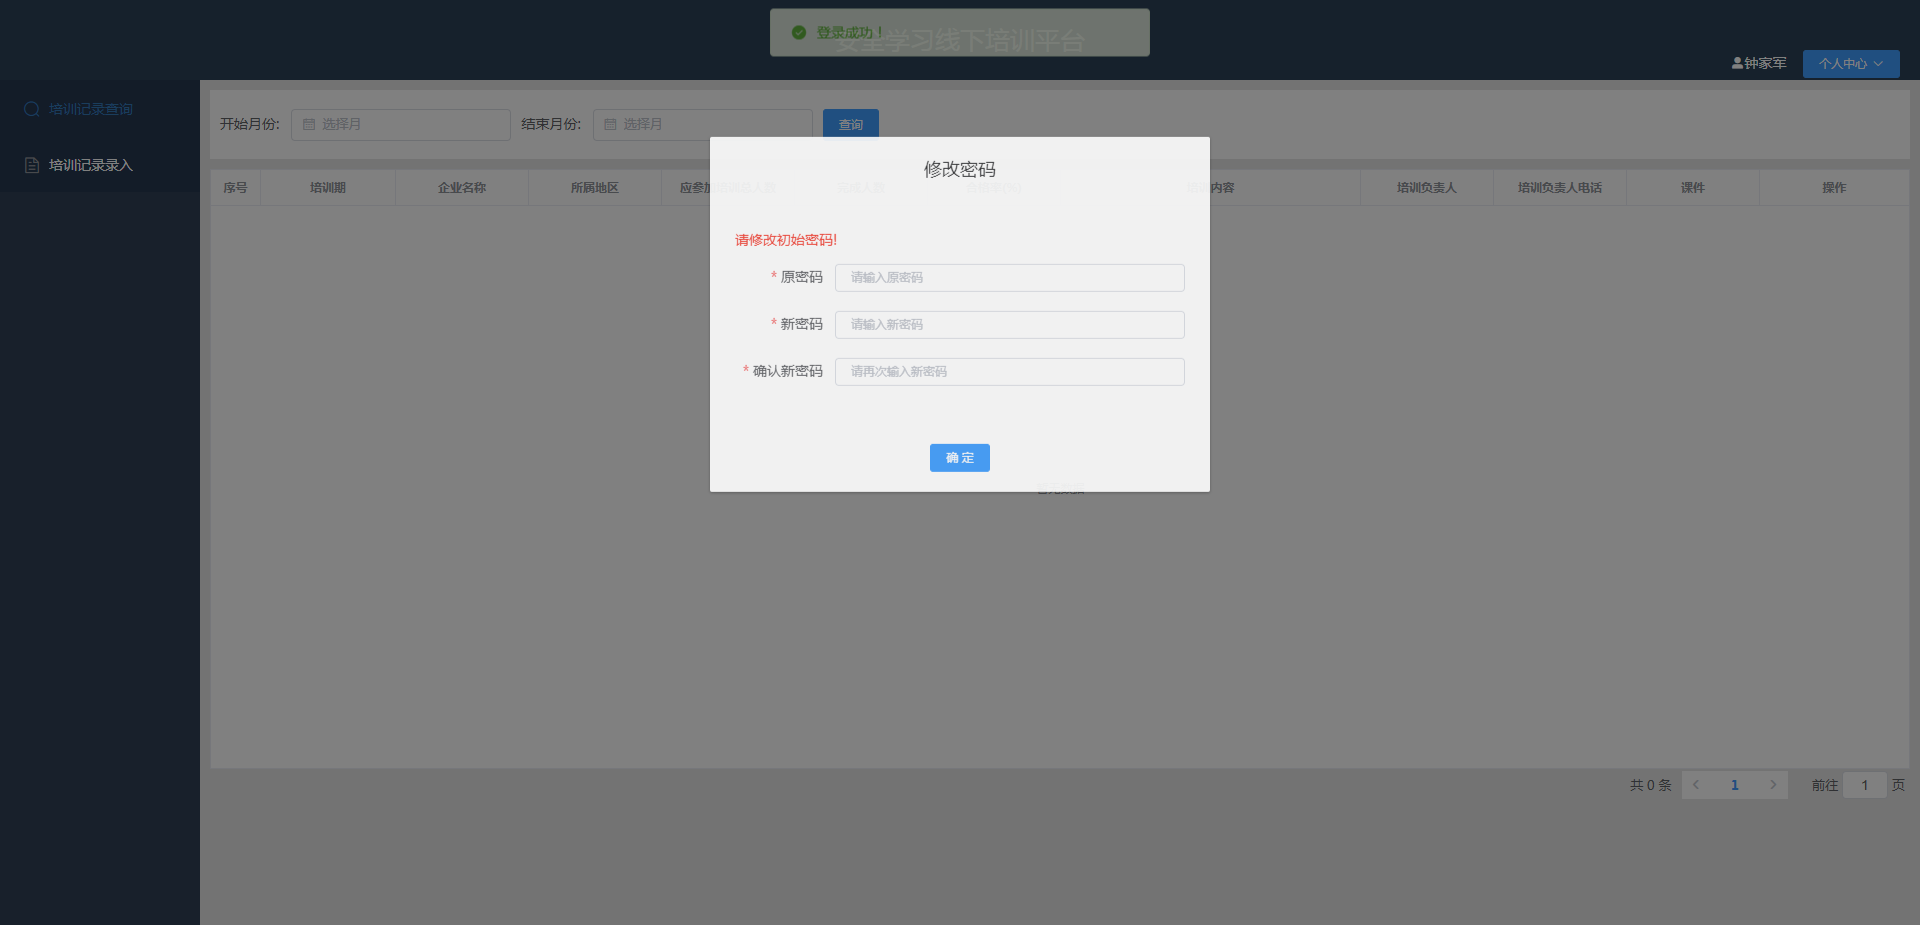 登录成功！
安全学习线下培训平台
钟家军
个人中心
培训记录查询
培训记录录入
开始月份:
选择月
结束月份:
选择月
查询
序号
培训期
企业名称
所属地区
应参加
内容
培训负责人
培训负责人电话
课件
操作
修改密码
请修改初始密码!
* 原密码
请输入原密码
* 新密码
请输入新密码
* 确认新密码
请再次输入新密码
确 定
暂无数据
共 0 条
1
前往
1
页